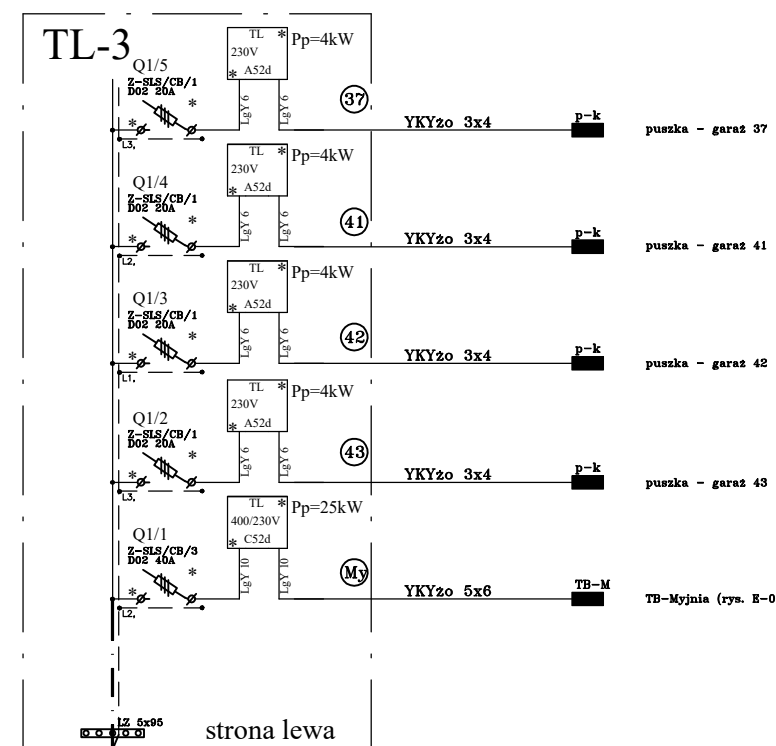 TL-3
Q1/5
Z-SLS/CB/1
D02 20A
*
*
L3,
TL *
230V
* A52d
Pp=4kW
LgY 6
LgY 6
37
YKYżo 3x4
p-k
puszka - garaż 37
Q1/4
Z-SLS/CB/1
D02 20A
*
*
L2,
TL *
230V
* A52d
Pp=4kW
LgY 6
LgY 6
41
YKYżo 3x4
p-k
puszka - garaż 41
Q1/3
Z-SLS/CB/1
D02 20A
*
*
L1,
TL *
230V
* A52d
Pp=4kW
LgY 6
LgY 6
42
YKYżo 3x4
p-k
puszka - garaż 42
Q1/2
Z-SLS/CB/1
D02 20A
*
*
L3,
TL *
230V
* A52d
Pp=4kW
LgY 6
LgY 6
43
YKYżo 3x4
p-k
puszka - garaż 43
Q1/1
Z-SLS/CB/3
D02 40A
*
*
L2,
TL *
400/230V
* C52d
Pp=25kW
LgY 10
LgY 10
My
YKYżo 5x6
TB-M
TB-Myjnia (rys. E-0
LZ 5x95
strona lewa